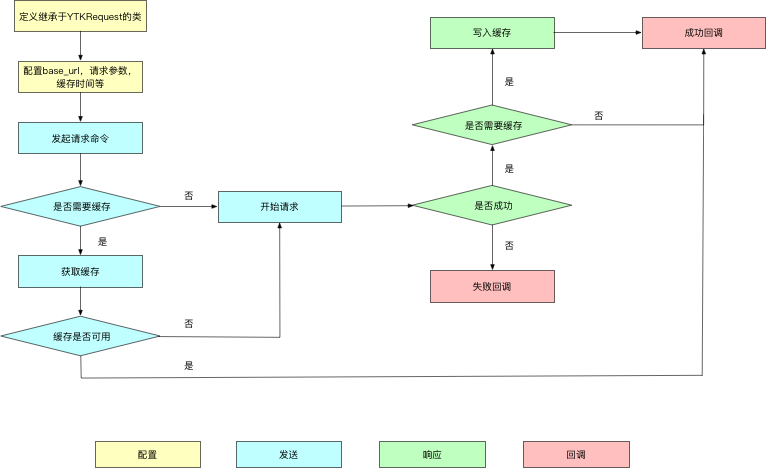 定义继承于YTKRequest的类
配置base_url，请求参数，
缓存时间等
发起请求命令
是否需要缓存
否
是
获取缓存
缓存是否可用
否
是
开始请求
写入缓存
成功回调
是
是否需要缓存
否
是
是否成功
否
失败回调
配置
发送
响应
回调